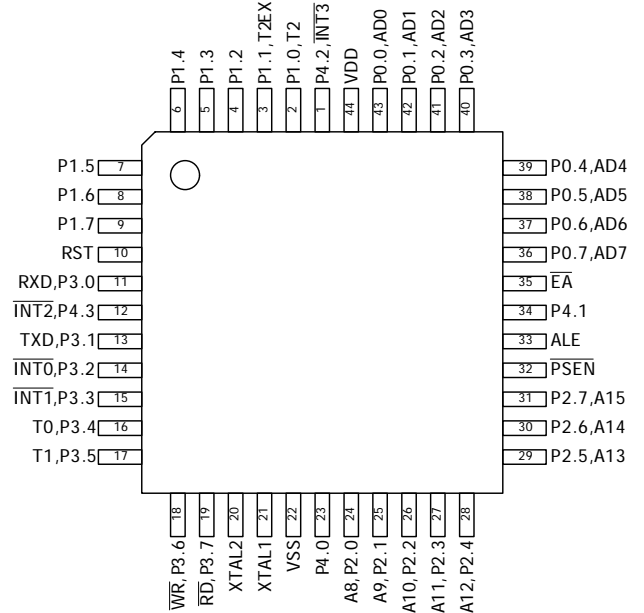 P1.4
P1.3
P1.2
P1.1,T2EX
P1.0,T2
P4.2,INT3
VDD
P0.0,AD0
P0.1,AD1
P0.2,AD2
P0.3,AD3
6
5
4
3
2
1
44
43
42
41
40
P1.5 7
P1.6 8
P1.7 9
RST 10
RXD,P3.0 11
INT2,P4.3 12
TXD,P3.1 13
INT0,P3.2 14
INT1,P3.3 15
T0,P3.4 16
T1,P3.5 17
39 P0.4,AD4
38 P0.5,AD5
37 P0.6,AD6
36 P0.7,AD7
35 EA
34 P4.1
33 ALE
32 PSEN
31 P2.7,A15
30 P2.6,A14
29 P2.5,A13
18
19
20
21
22
23
24
25
26
27
28
WR,P3.6
RD,P3.7
XTAL2
XTAL1
VSS
P4.0
A8,P2.0
A9,P2.1
A10,P2.2
A11,P2.3
A12,P2.4